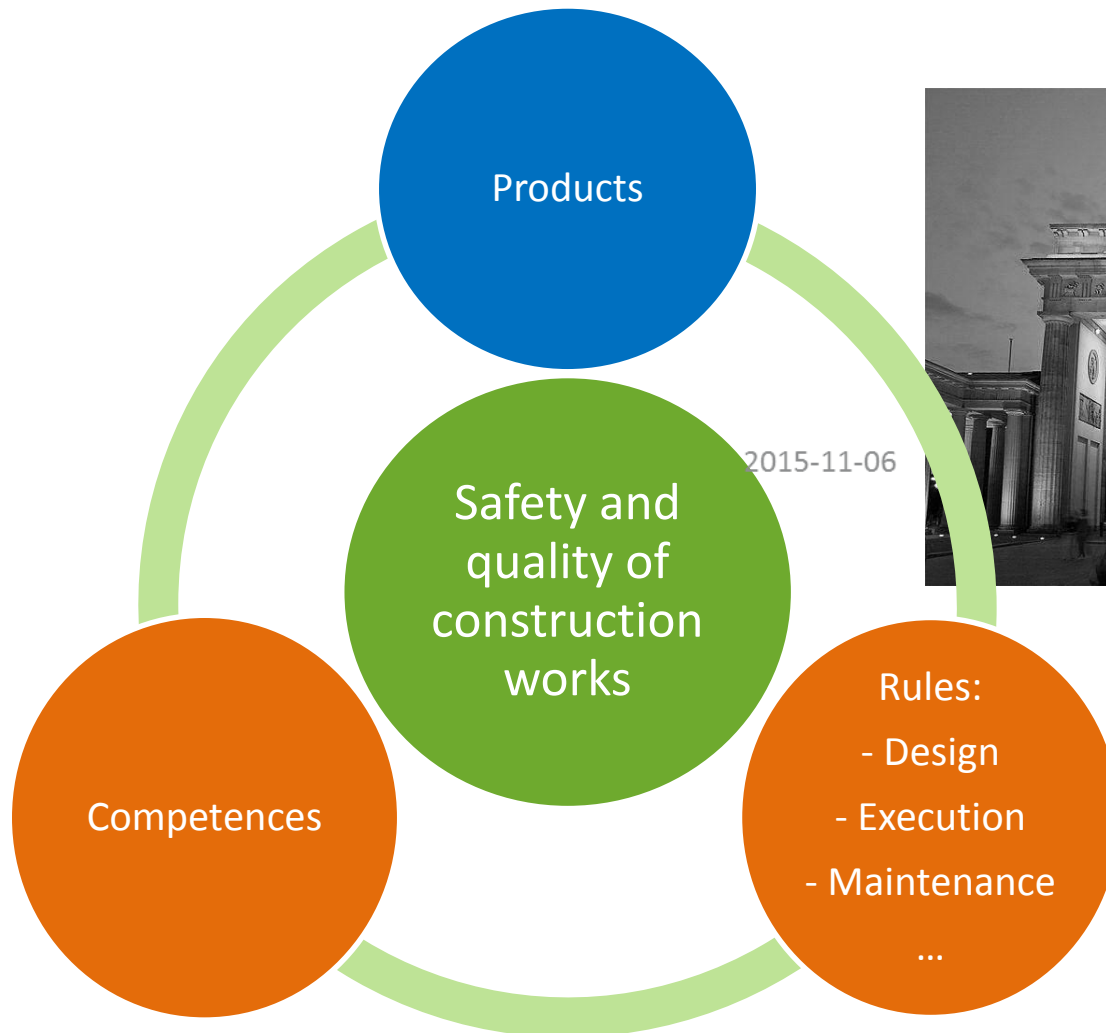 Products
2015-11-06
Safety and
quality of
construction
works
Competences
Rules:
- Design
- Execution
- Maintenance
...